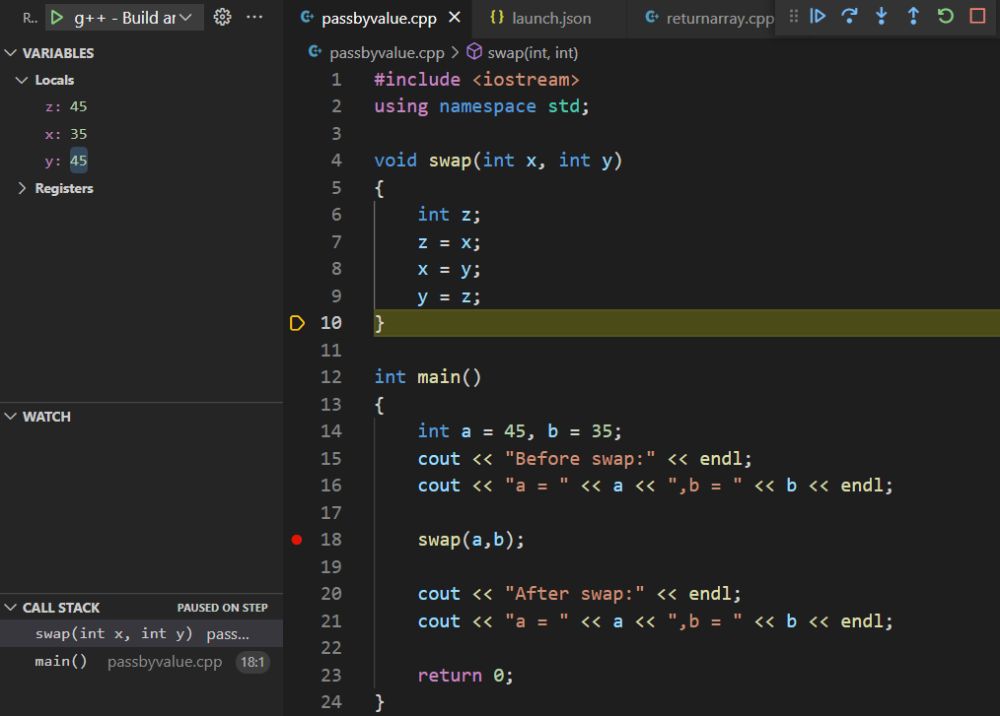 R.. g++ - Build ar
passbyvalue.cpp
{} launch.json
returnarray.cpp
passbyvalue.cpp > swap(int, int)
VARIABLES
Locals
z: 45
x: 35
y: 45
Registers
WATCH
CALL STACK PAUSED ON STEP
swap(int x, int y) pass...
main() passbyvalue.cpp 18:1
1 #include <iostream>
2 using namespace std;
3
4 void swap(int x, int y)
5 {
6 int z;
7 z = x;
8 x = y;
9 y = z;
10 }
11
12 int main()
13 {
14 int a = 45, b = 35;
15 cout << "Before swap:" << endl;
16 cout << "a = " << a << ",b = " << b << endl;
17
18 swap(a,b);
19
20 cout << "After swap:" << endl;
21 cout << "a = " << a << ",b = " << b << endl;
22
23 return 0;
24 }